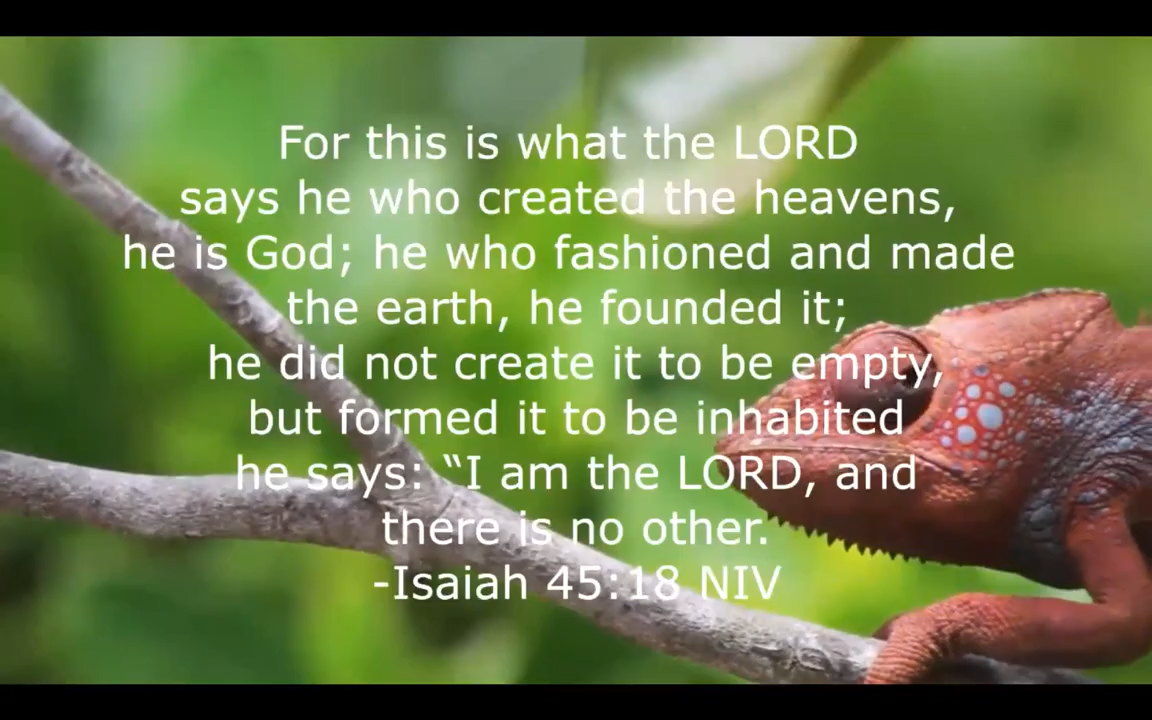 For this is what the LORD
says he who created the heavens,
he is God; he who fashioned and made
the earth, he founded it;
he did not create it to be empty,
but formed it to be inhabited
he says: “I am the LORD, and
there is no other.
-Isaiah 45:18 NIV